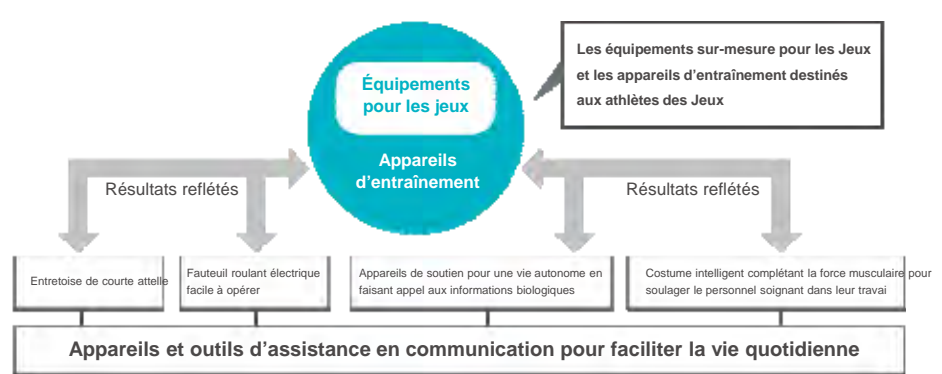 Les équipements sur-mesure pour les Jeux
et les appareils d'entraînement destinés
aux athlètes des Jeux
Équipements
pour les jeux
Appareils
d'entraînement
Résultats reflétés
Résultats reflétés
Entretoise de courte attelle
Fauteuil roulant électrique
facile à opérer
Appareils de soutien pour une vie autonome en
faisant appel aux informations biologiques
Costume intelligent complétant la force musculaire pour
soulager le personnel soignant dans leur travai
Appareils et outils d'assistance en communication pour faciliter la vie quotidienne